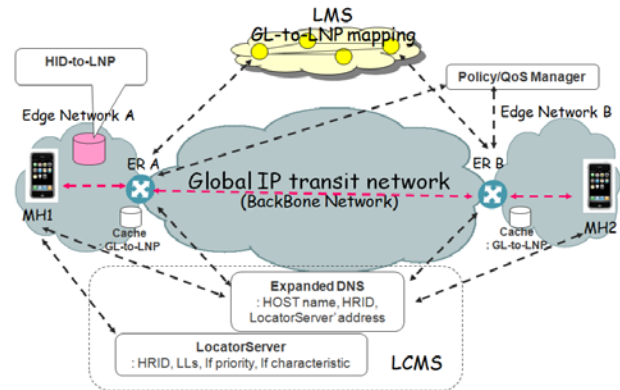 LMS
GL-to-LNP mapping
HID-to-LNP
Policy/QoS Manager
Edge Network A
Edge Network B
ER A
ER B
Global IP transit network
(BackBone Network)
MH1
Cache
: GL-to-LNP
Cache
: GL-to-LNP
MH2
Expanded DNS
: HOST name, HRID,
LocatorServer' address
LocatorServer
: HRID, LLs, If priority, If characteristic
LCMS